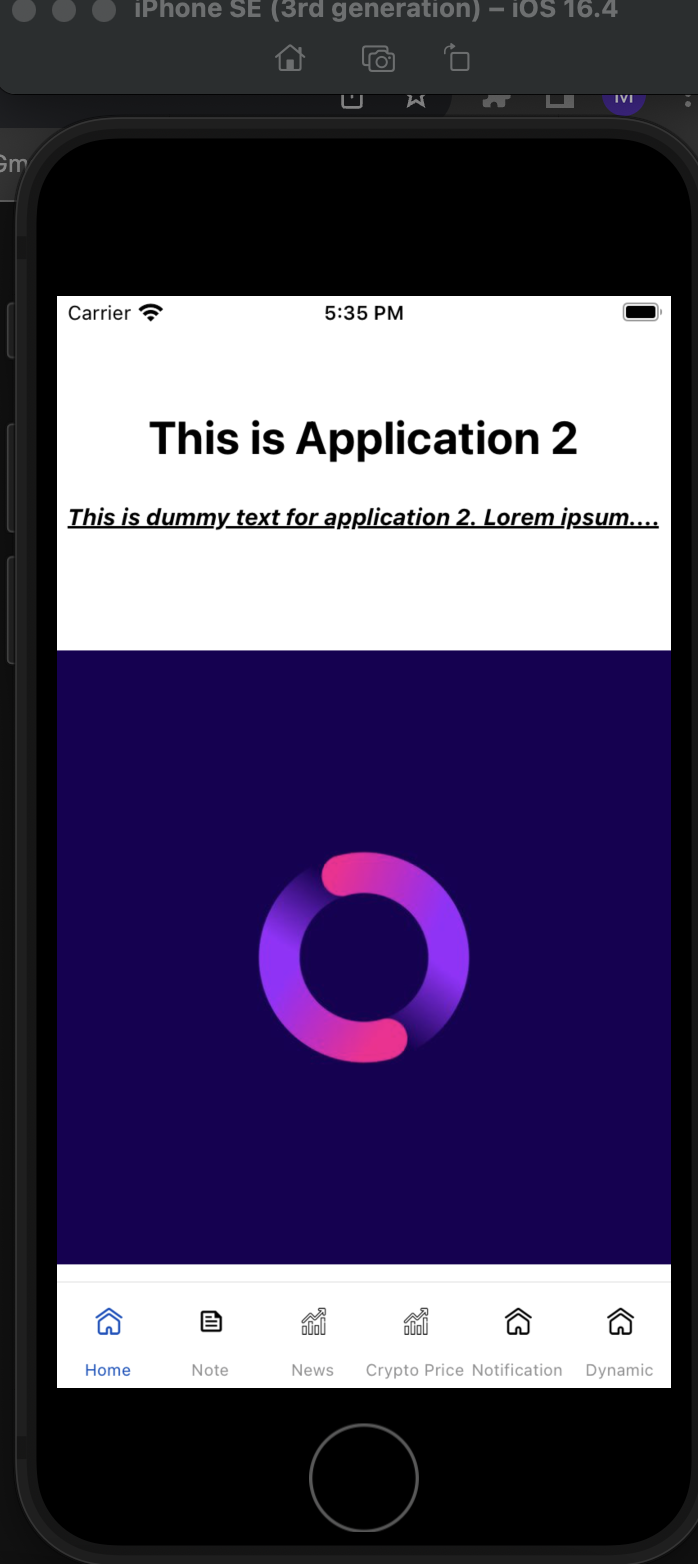 iPhone SE (3rd generation) – iOS 16.4
M
Carrier
5:35 PM
This is Application 2
This is dummy text for application 2. Lorem ipsum....
Home
Note
News
Crypto Price
Notification
Dynamic